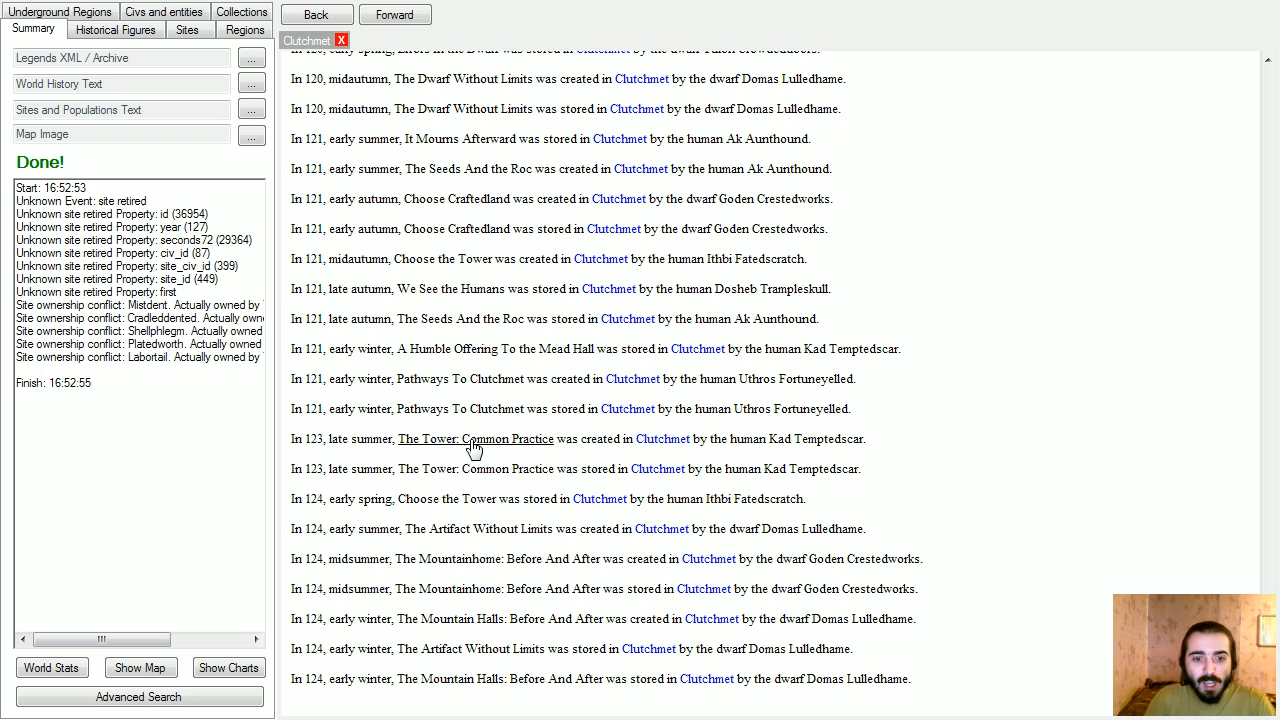 Underground Regions Civs and entities Collections
Summary Historical Figures Sites Regions
Legends XML / Archive ...
World History Text ...
Sites and Populations Text ...
Map Image ...
Done!
Start: 16:52:53
Unknown Event: site retired
Unknown site retired Property: id (36954)
Unknown site retired Property: year (127)
Unknown site retired Property: seconds72 (29364)
Unknown site retired Property: civ_id (87)
Unknown site retired Property: site_civ_id (399)
Unknown site retired Property: site_id (449)
Unknown site retired Property: first
Site ownership conflict: Mistdent. Actually owned by
Site ownership conflict: Cradleddented. Actually own
Site ownership conflict: Shellphlegm. Actually owned
Site ownership conflict: Platedworth. Actually owned
Site ownership conflict: Labortail. Actually owned by
Finish: 16:52:55
World Stats Show Map Show Charts
Advanced Search
Back Forward
Clutchmet X
In 120, midautumn, The Dwarf Without Limits was created in Clutchmet by the dwarf Domas Lulledhame.
In 120, midautumn, The Dwarf Without Limits was stored in Clutchmet by the dwarf Domas Lulledhame.
In 121, early summer, It Mourns Afterward was stored in Clutchmet by the human Ak Aunthound.
In 121, early summer, The Seeds And the Roc was created in Clutchmet by the human Ak Aunthound.
In 121, early autumn, Choose Craftedland was created in Clutchmet by the dwarf Goden Crestedworks.
In 121, early autumn, Choose Craftedland was stored in Clutchmet by the dwarf Goden Crestedworks.
In 121, midautumn, Choose the Tower was created in Clutchmet by the human Ithbi Fatedscratch.
In 121, late autumn, We See the Humans was stored in Clutchmet by the human Dosheb Trampleskull.
In 121, late autumn, The Seeds And the Roc was stored in Clutchmet by the human Ak Aunthound.
In 121, early winter, A Humble Offering To the Mead Hall was stored in Clutchmet by the human Kad Temptedscar.
In 121, early winter, Pathways To Clutchmet was created in Clutchmet by the human Uthros Fortuneyelled.
In 121, early winter, Pathways To Clutchmet was stored in Clutchmet by the human Uthros Fortuneyelled.
In 123, late summer, The Tower: Common Practice was created in Clutchmet by the human Kad Temptedscar.
In 123, late summer, The Tower: Common Practice was stored in Clutchmet by the human Kad Temptedscar.
In 124, early spring, Choose the Tower was stored in Clutchmet by the human Ithbi Fatedscratch.
In 124, early summer, The Artifact Without Limits was created in Clutchmet by the dwarf Domas Lulledhame.
In 124, midsummer, The Mountainhome: Before And After was created in Clutchmet by the dwarf Goden Crestedworks.
In 124, midsummer, The Mountainhome: Before And After was stored in Clutchmet by the dwarf Goden Crestedworks.
In 124, early winter, The Mountain Halls: Before And After was created in Clutchmet by the dwarf Domas Lulledhame.
In 124, early winter, The Artifact Without Limits was stored in Clutchmet by the dwarf Domas Lulledhame.
In 124, early winter, The Mountain Halls: Before And After was stored in Clutchmet by the dwarf Domas Lulledhame.